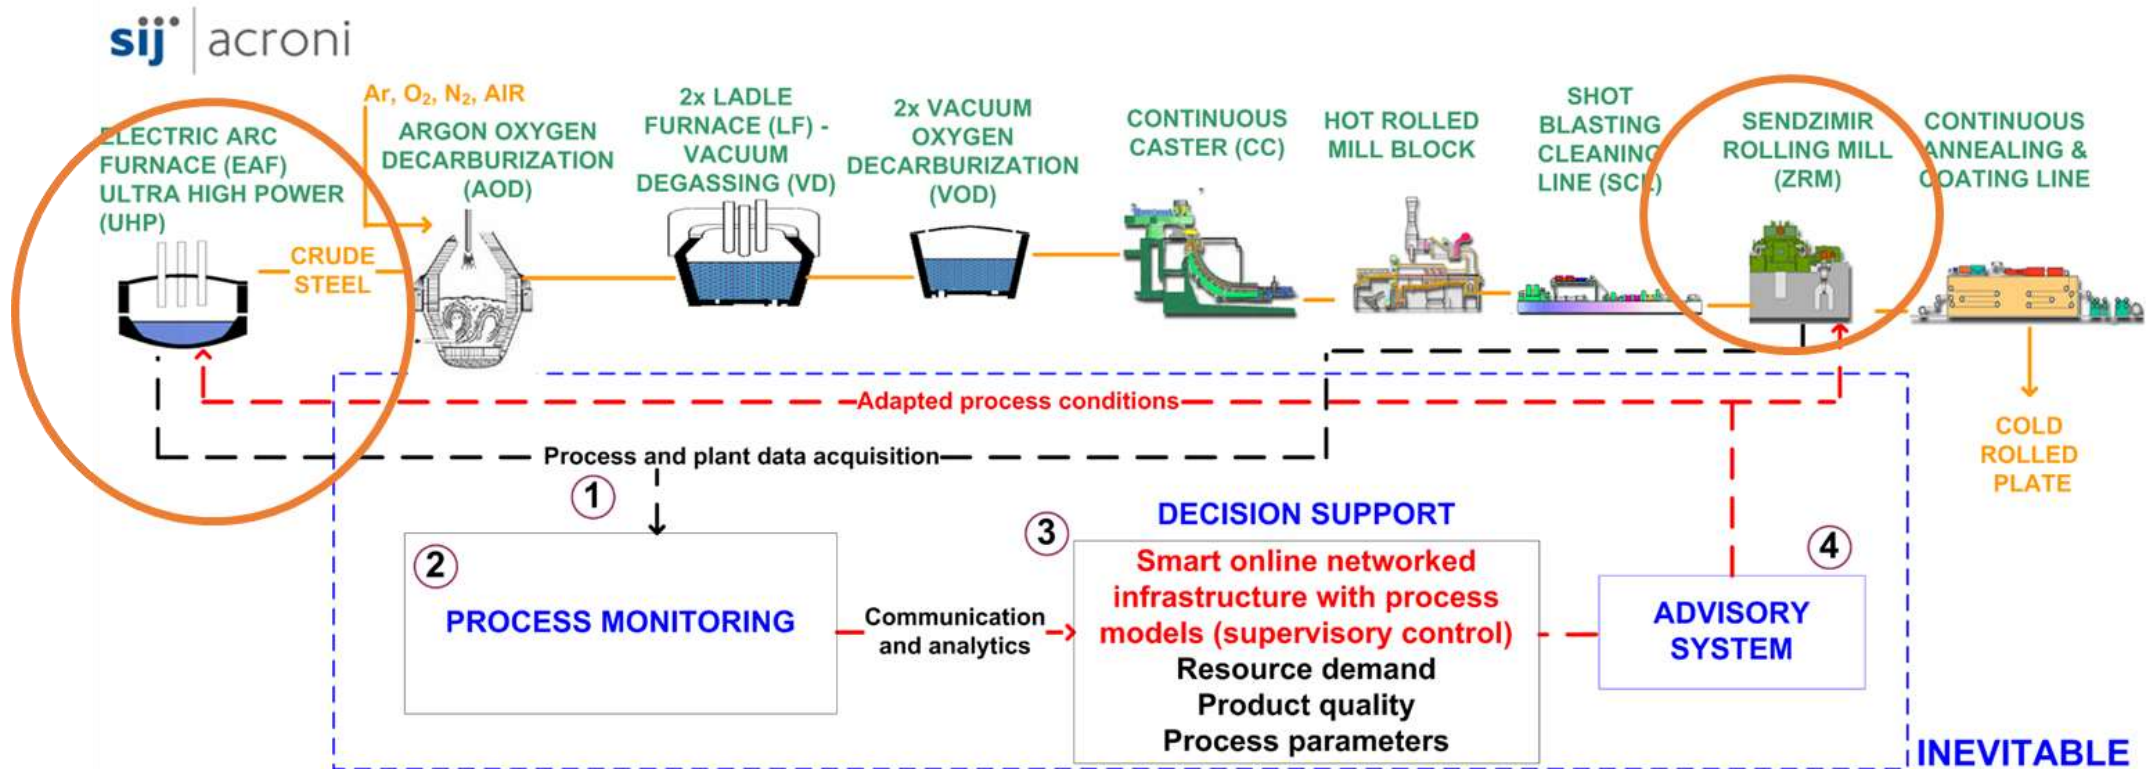 sij acroni
Ar, O₂, N₂, AIR
ELECTRIC ARC
FURNACE (EAF)
ULTRA HIGH POWER
(UHP)
CRUDE
STEEL
ARGON OXYGEN
DECARBURIZATION
(AOD)
2x LADLE
FURNACE (LF) -
VACUUM
DEGASSING (VD)
2x VACUUM
OXYGEN
DECARBURIZATION
(VOD)
CONTINUOUS
CASTER (CC)
HOT ROLLED
MILL BLOCK
SHOT
BLASTING
CLEANING
LINE (SCL)
SENDZIMIR
ROLLING MILL
(ZRM)
CONTINUOUS
ANNEALING &
COATING LINE
COLD
ROLLED
PLATE
Adapted process conditions
Process and plant data acquisition
1
2
PROCESS MONITORING
Communication
and analytics
3
DECISION SUPPORT
Smart online networked
infrastructure with process
models (supervisory control)
Resource demand
Product quality
Process parameters
4
ADVISORY
SYSTEM
INEVITABLE